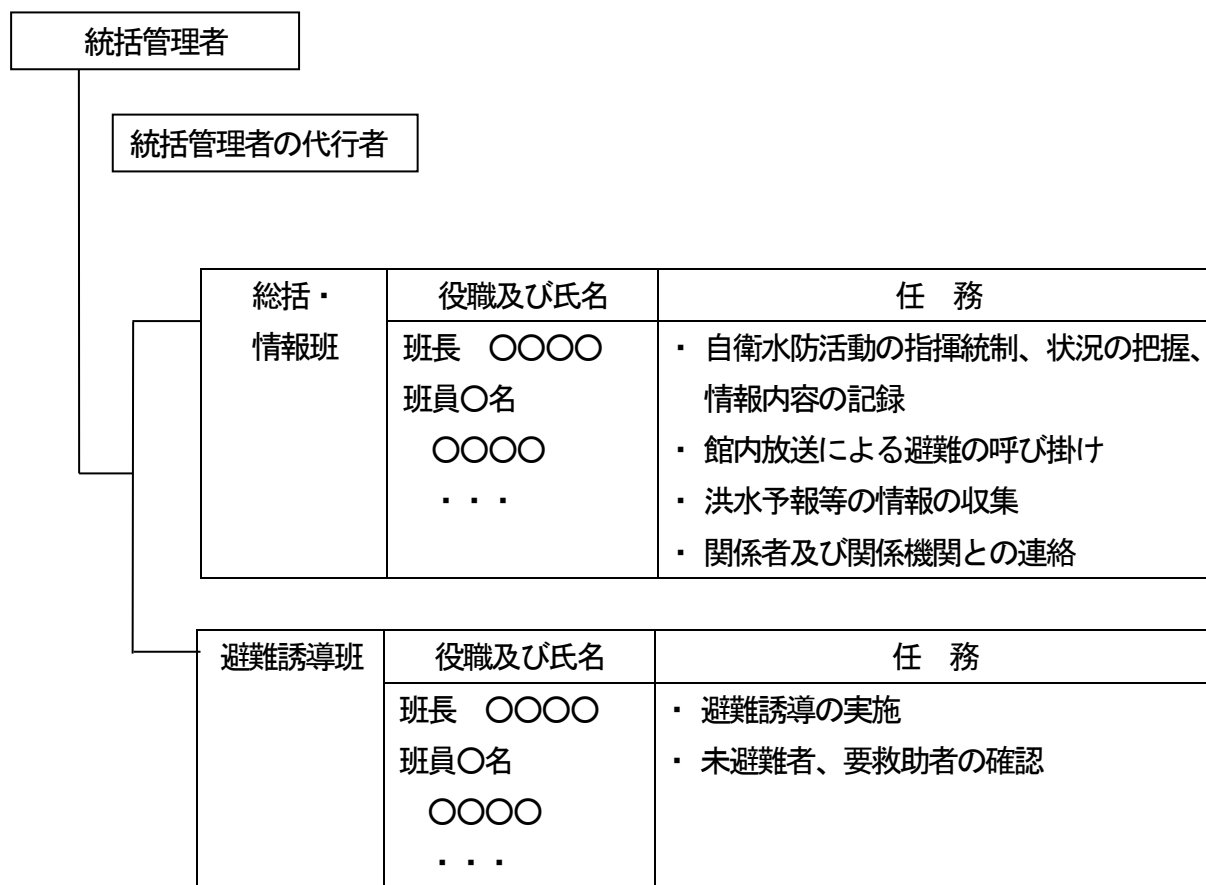 統括管理者
統括管理者の代行者
総括・
情報班
役職及び氏名
任　務
班長　〇〇〇〇
班員〇名
〇〇〇〇
・・・
・ 自衛水防活動の指揮統制、状況の把握、
情報内容の記録
・ 館内放送による避難の呼び掛け
・ 洪水予報等の情報の収集
・ 関係者及び関係機関との連絡
避難誘導班
役職及び氏名
任　務
班長　〇〇〇〇
班員〇名
〇〇〇〇
・・・
・ 避難誘導の実施
・ 未避難者、要救助者の確認